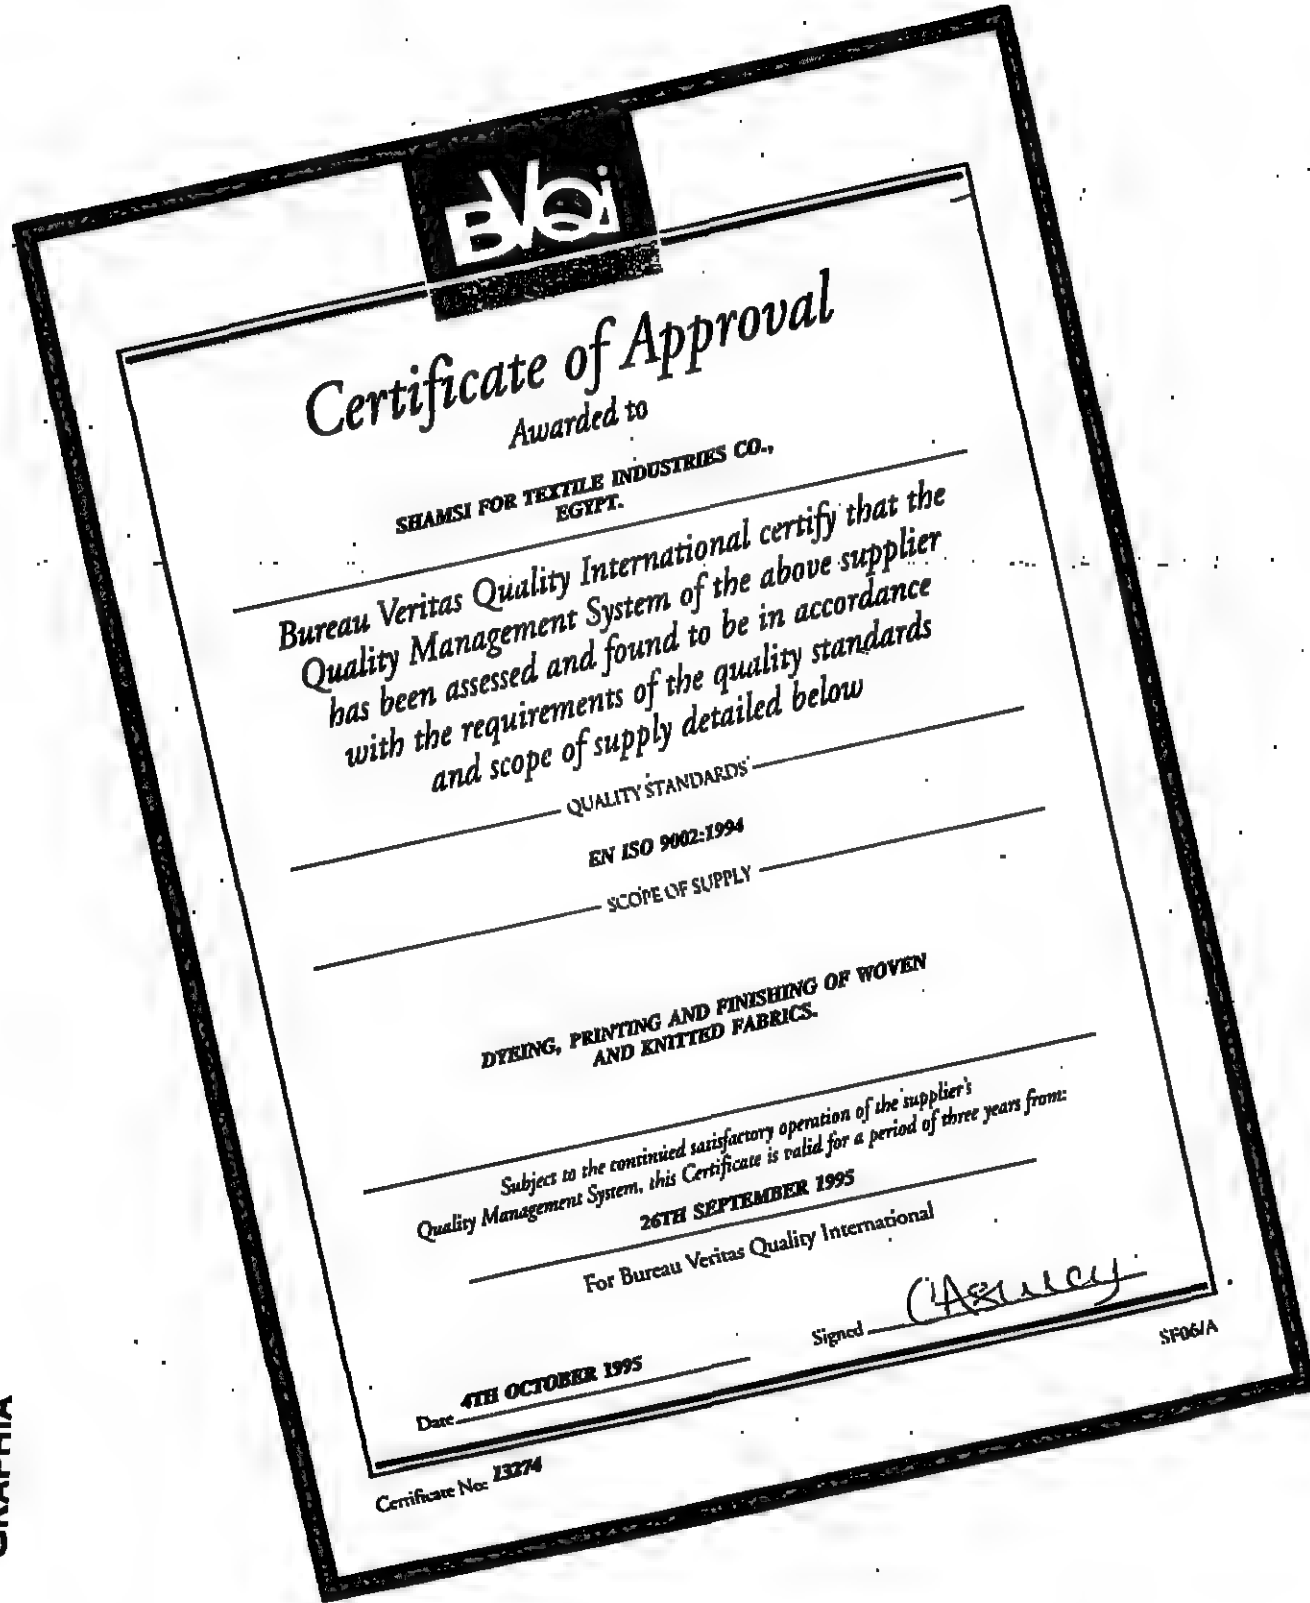 BVQi
Certificate of Approval
Awarded to
SHAMSI FOR TEXTILE INDUSTRIES CO.,
EGYPT.
Bureau Veritas Quality International certify that the
Quality Management System of the above supplier
has been assessed and found to be in accordance
with the requirements of the quality standards
and scope of supply detailed below
QUALITY STANDARDS
EN ISO 9002:1994
SCOPE OF SUPPLY
DYEING, PRINTING AND FINISHING OF WOVEN
AND KNITTED FABRICS.
Subject to the continued satisfactory operation of the supplier's
Quality Management System, this Certificate is valid for a period of three years from:
26TH SEPTEMBER 1995
For Bureau Veritas Quality International
Signed
Date 4TH OCTOBER 1995
SF06/A
Certificate No: 13274
GRAPHIA